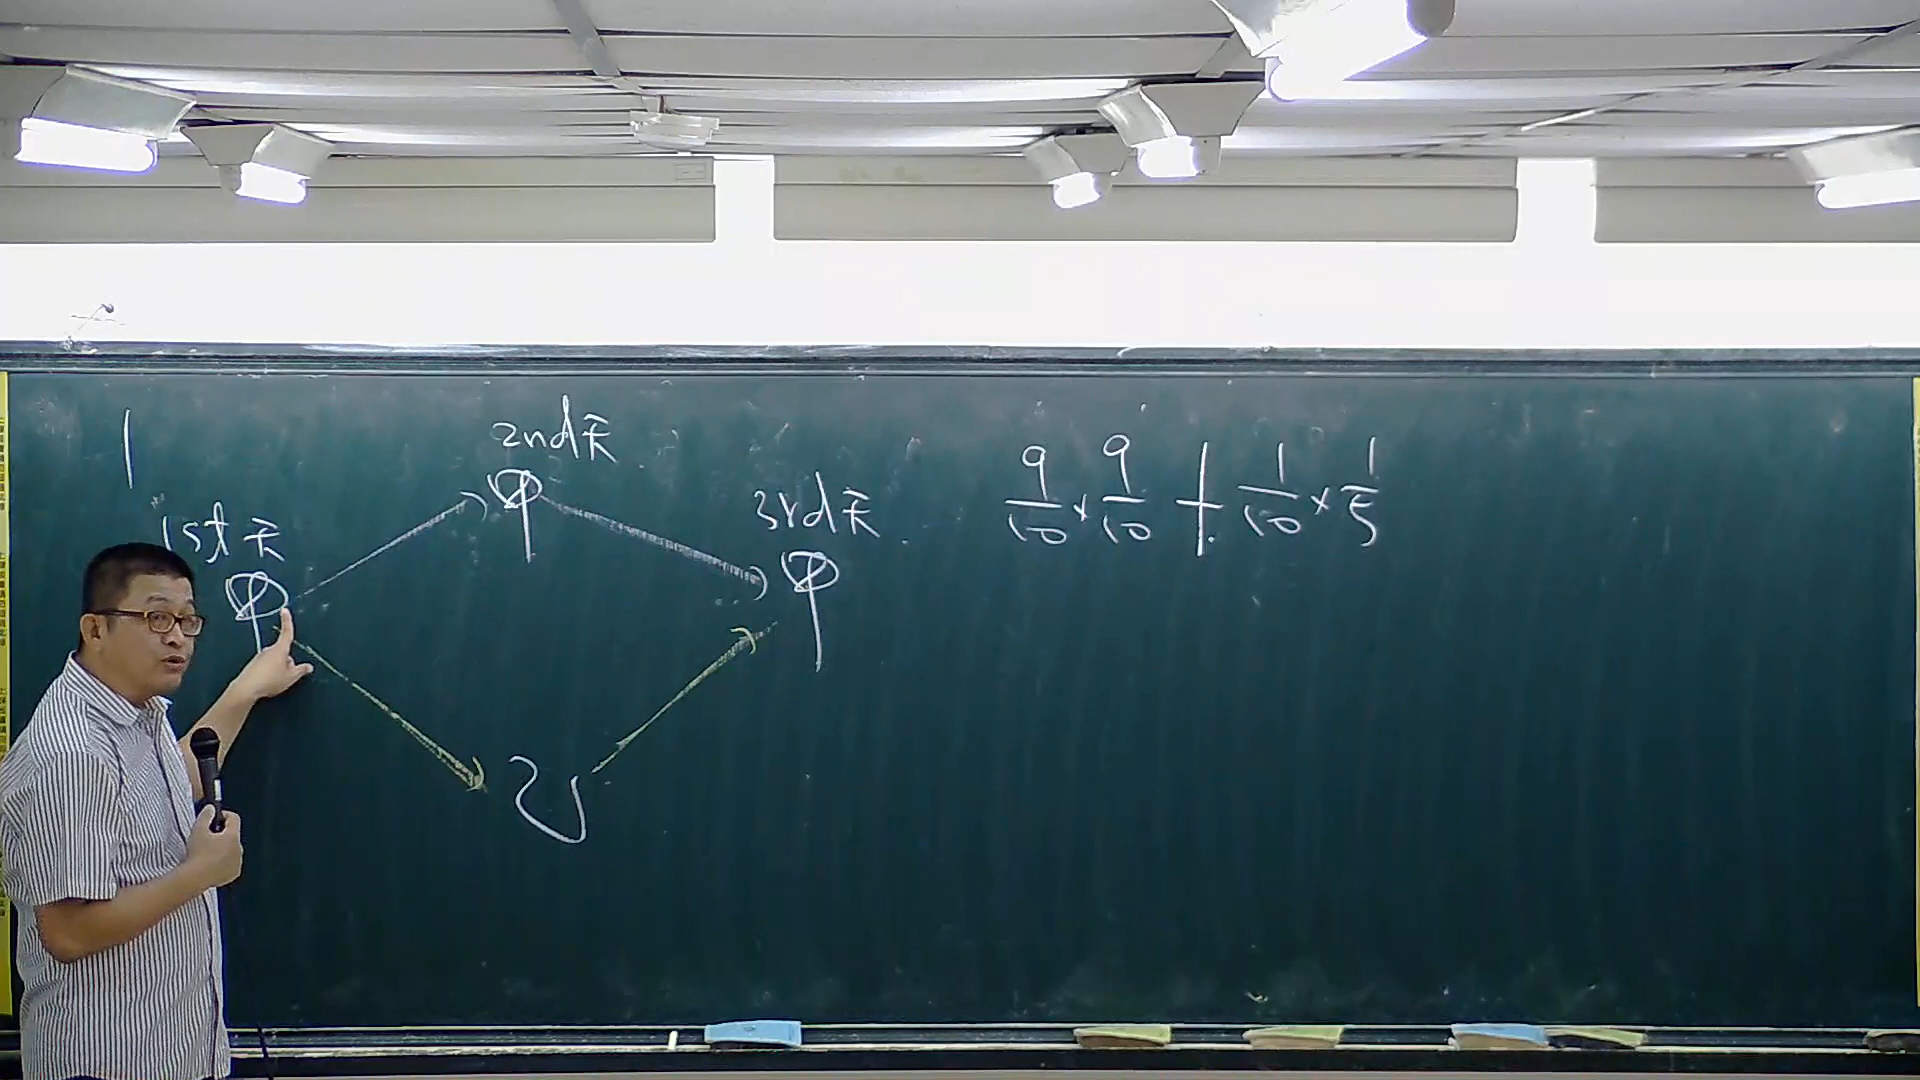 1
1st天
甲
2nd天
甲
3rd天
甲
乙
9/10 × 9/10 + 1/10 × 1/5